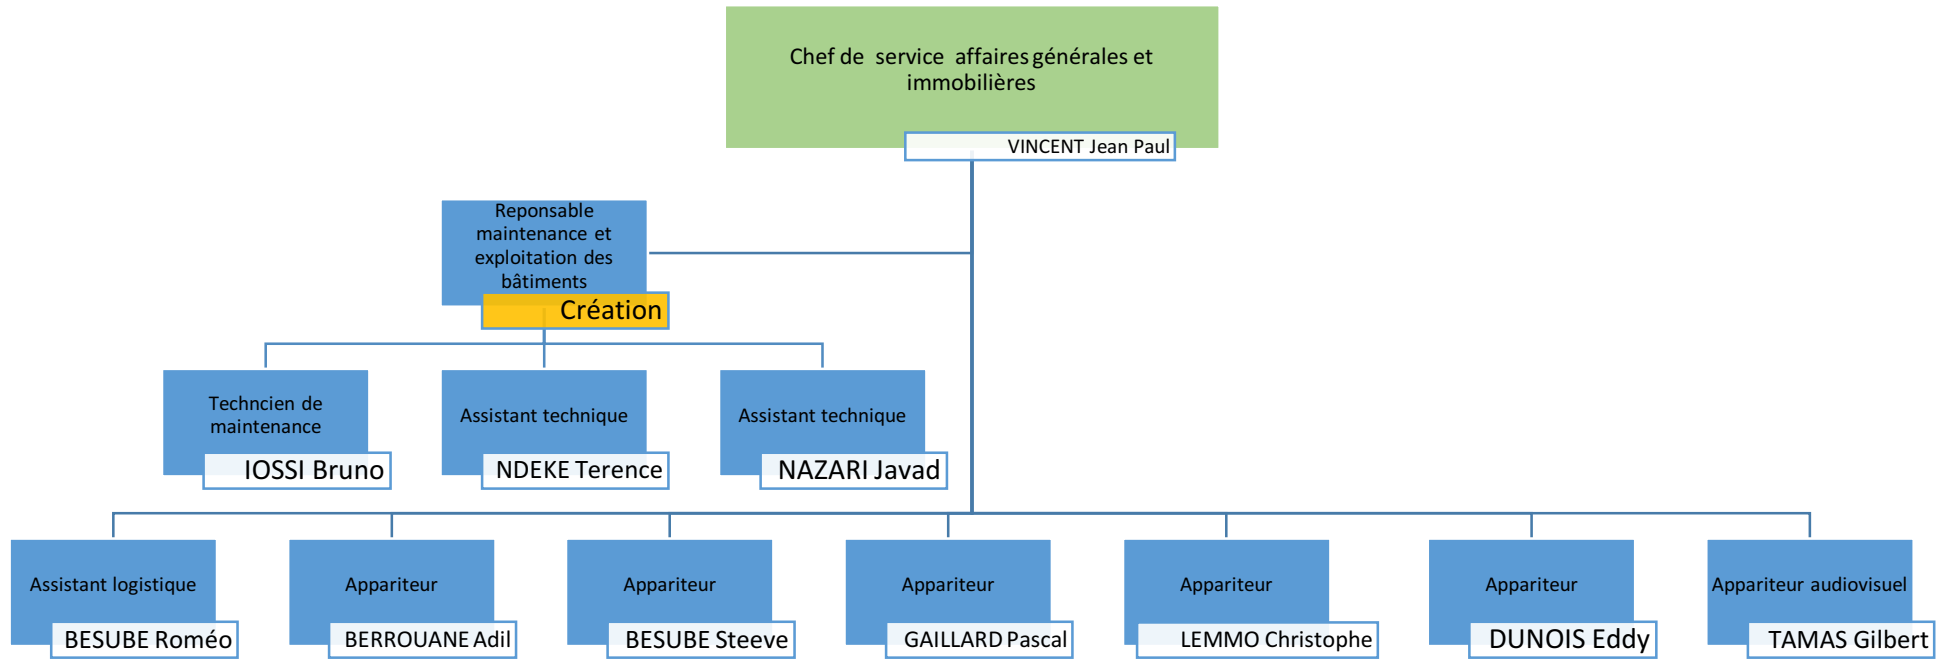 Chef de service affaires générales et
immobilières
VINCENT Jean Paul
Reponsable
maintenance et
exploitation des
bâtiments
Création
Techncien de
maintenance
IOSSI Bruno
Assistant technique
NDEKE Terence
Assistant technique
NAZARI Javad
Assistant logistique
BESUBE Roméo
Appariteur
BERROUANE Adil
Appariteur
BESUBE Steeve
Appariteur
GAILLARD Pascal
Appariteur
LEMMO Christophe
Appariteur
DUNOIS Eddy
Appariteur audiovisuel
TAMAS Gilbert